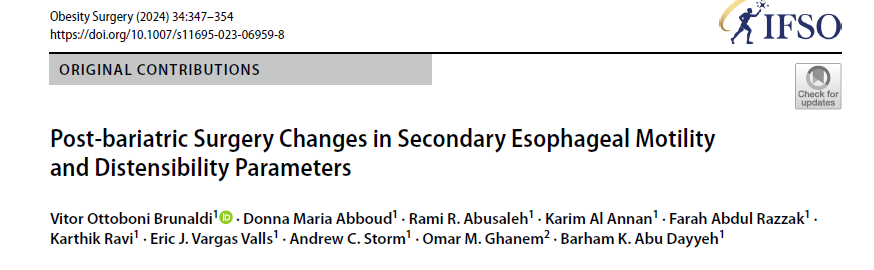 Obesity Surgery (2024) 34:347–354
https://doi.org/10.1007/s11695-023-06959-8
IFSO
ORIGINAL CONTRIBUTIONS
Check for
updates
Post-bariatric Surgery Changes in Secondary Esophageal Motility
and Distensibility Parameters
Vitor Ottoboni Brunaldi1 · Donna Maria Abboud1 · Rami R. Abusaleh1 · Karim Al Annan1 · Farah Abdul Razzak1 ·
Karthik Ravi1 · Eric J. Vargas Valls1 · Andrew C. Storm1 · Omar M. Ghanem2 · Barham K. Abu Dayyeh1